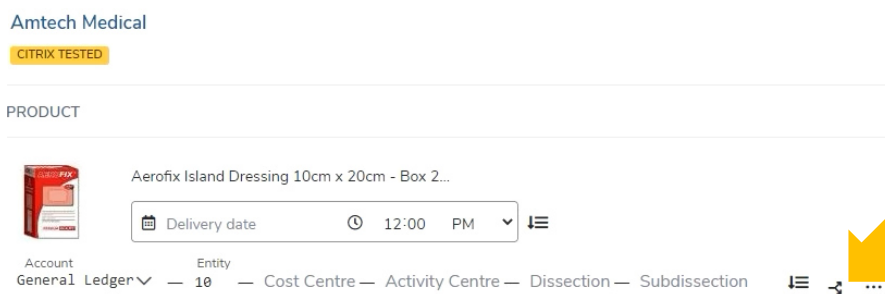 Amtech Medical
CITRIX TESTED
PRODUCT
AEROFIX
Aerofix Island Dressing 10cm x 20cm - Box 2...
Delivery date 12:00 PM
Account Entity
General Ledger — 10 — Cost Centre — Activity Centre — Dissection — Subdissection